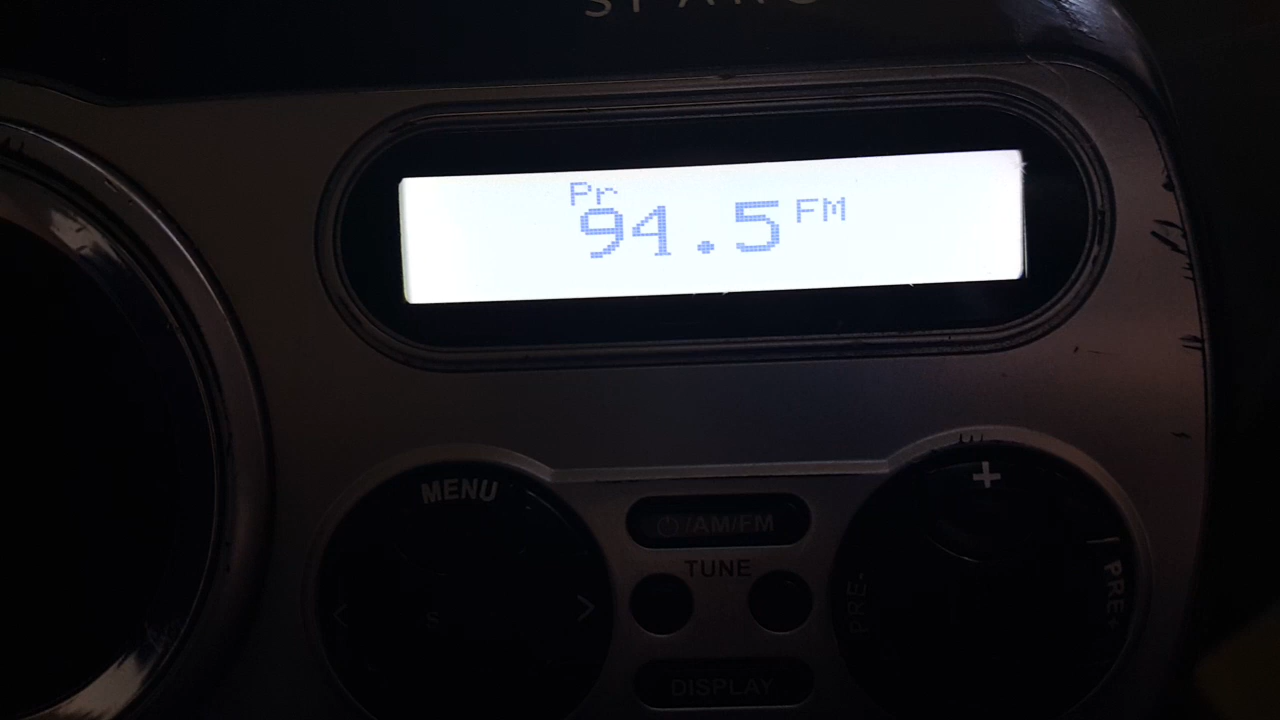 Pr
94.5 FM
MENU
/AM/FM
TUNE
< >
S
+
PRE- PRE+
DISPLAY